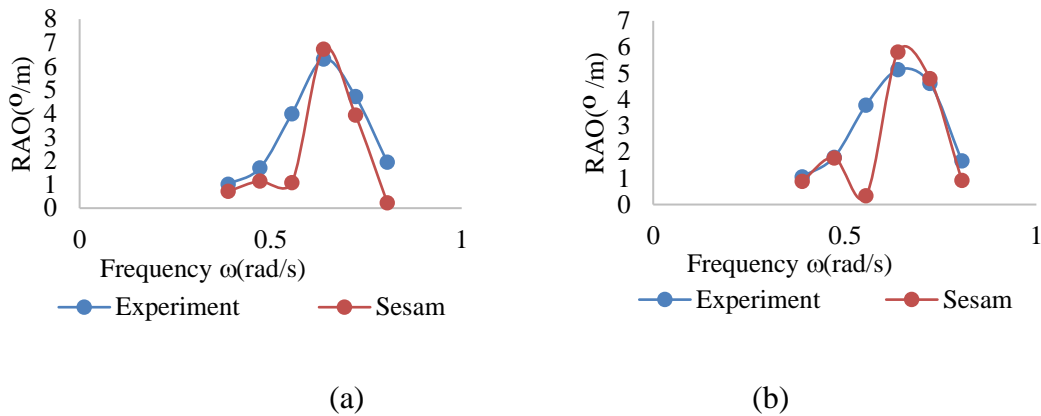 8
7
6
5
4
3
2
1
0
RAO(º/m)
0
0.5
1
Frequency ω(rad/s)
Experiment
Sesam
(a)
7
6
5
4
3
2
1
0
RAO(º/m)
0
0.5
1
Frequency ω(rad/s)
Experiment
Sesam
(b)